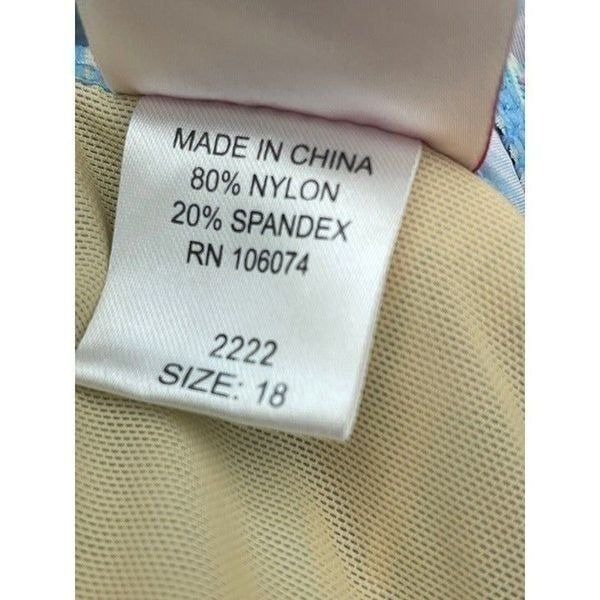 MADE IN CHINA
80% NYLON
20% SPANDEX
RN 106074
2222
SIZE: 18